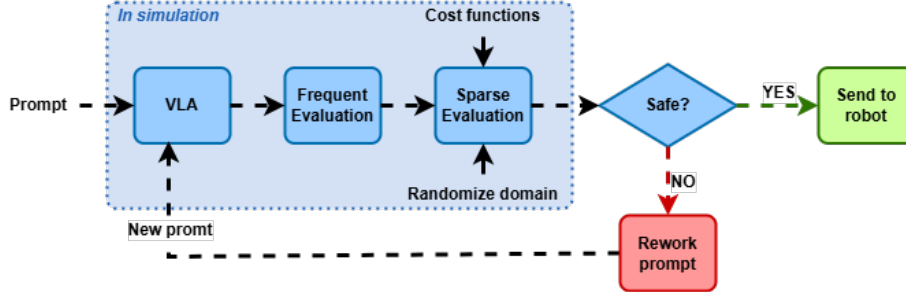 In simulation
Cost functions
Prompt
VLA
Frequent
Evaluation
Sparse
Evaluation
Safe?
YES
Send to
robot
Randomize domain
NO
New promt
Rework
prompt